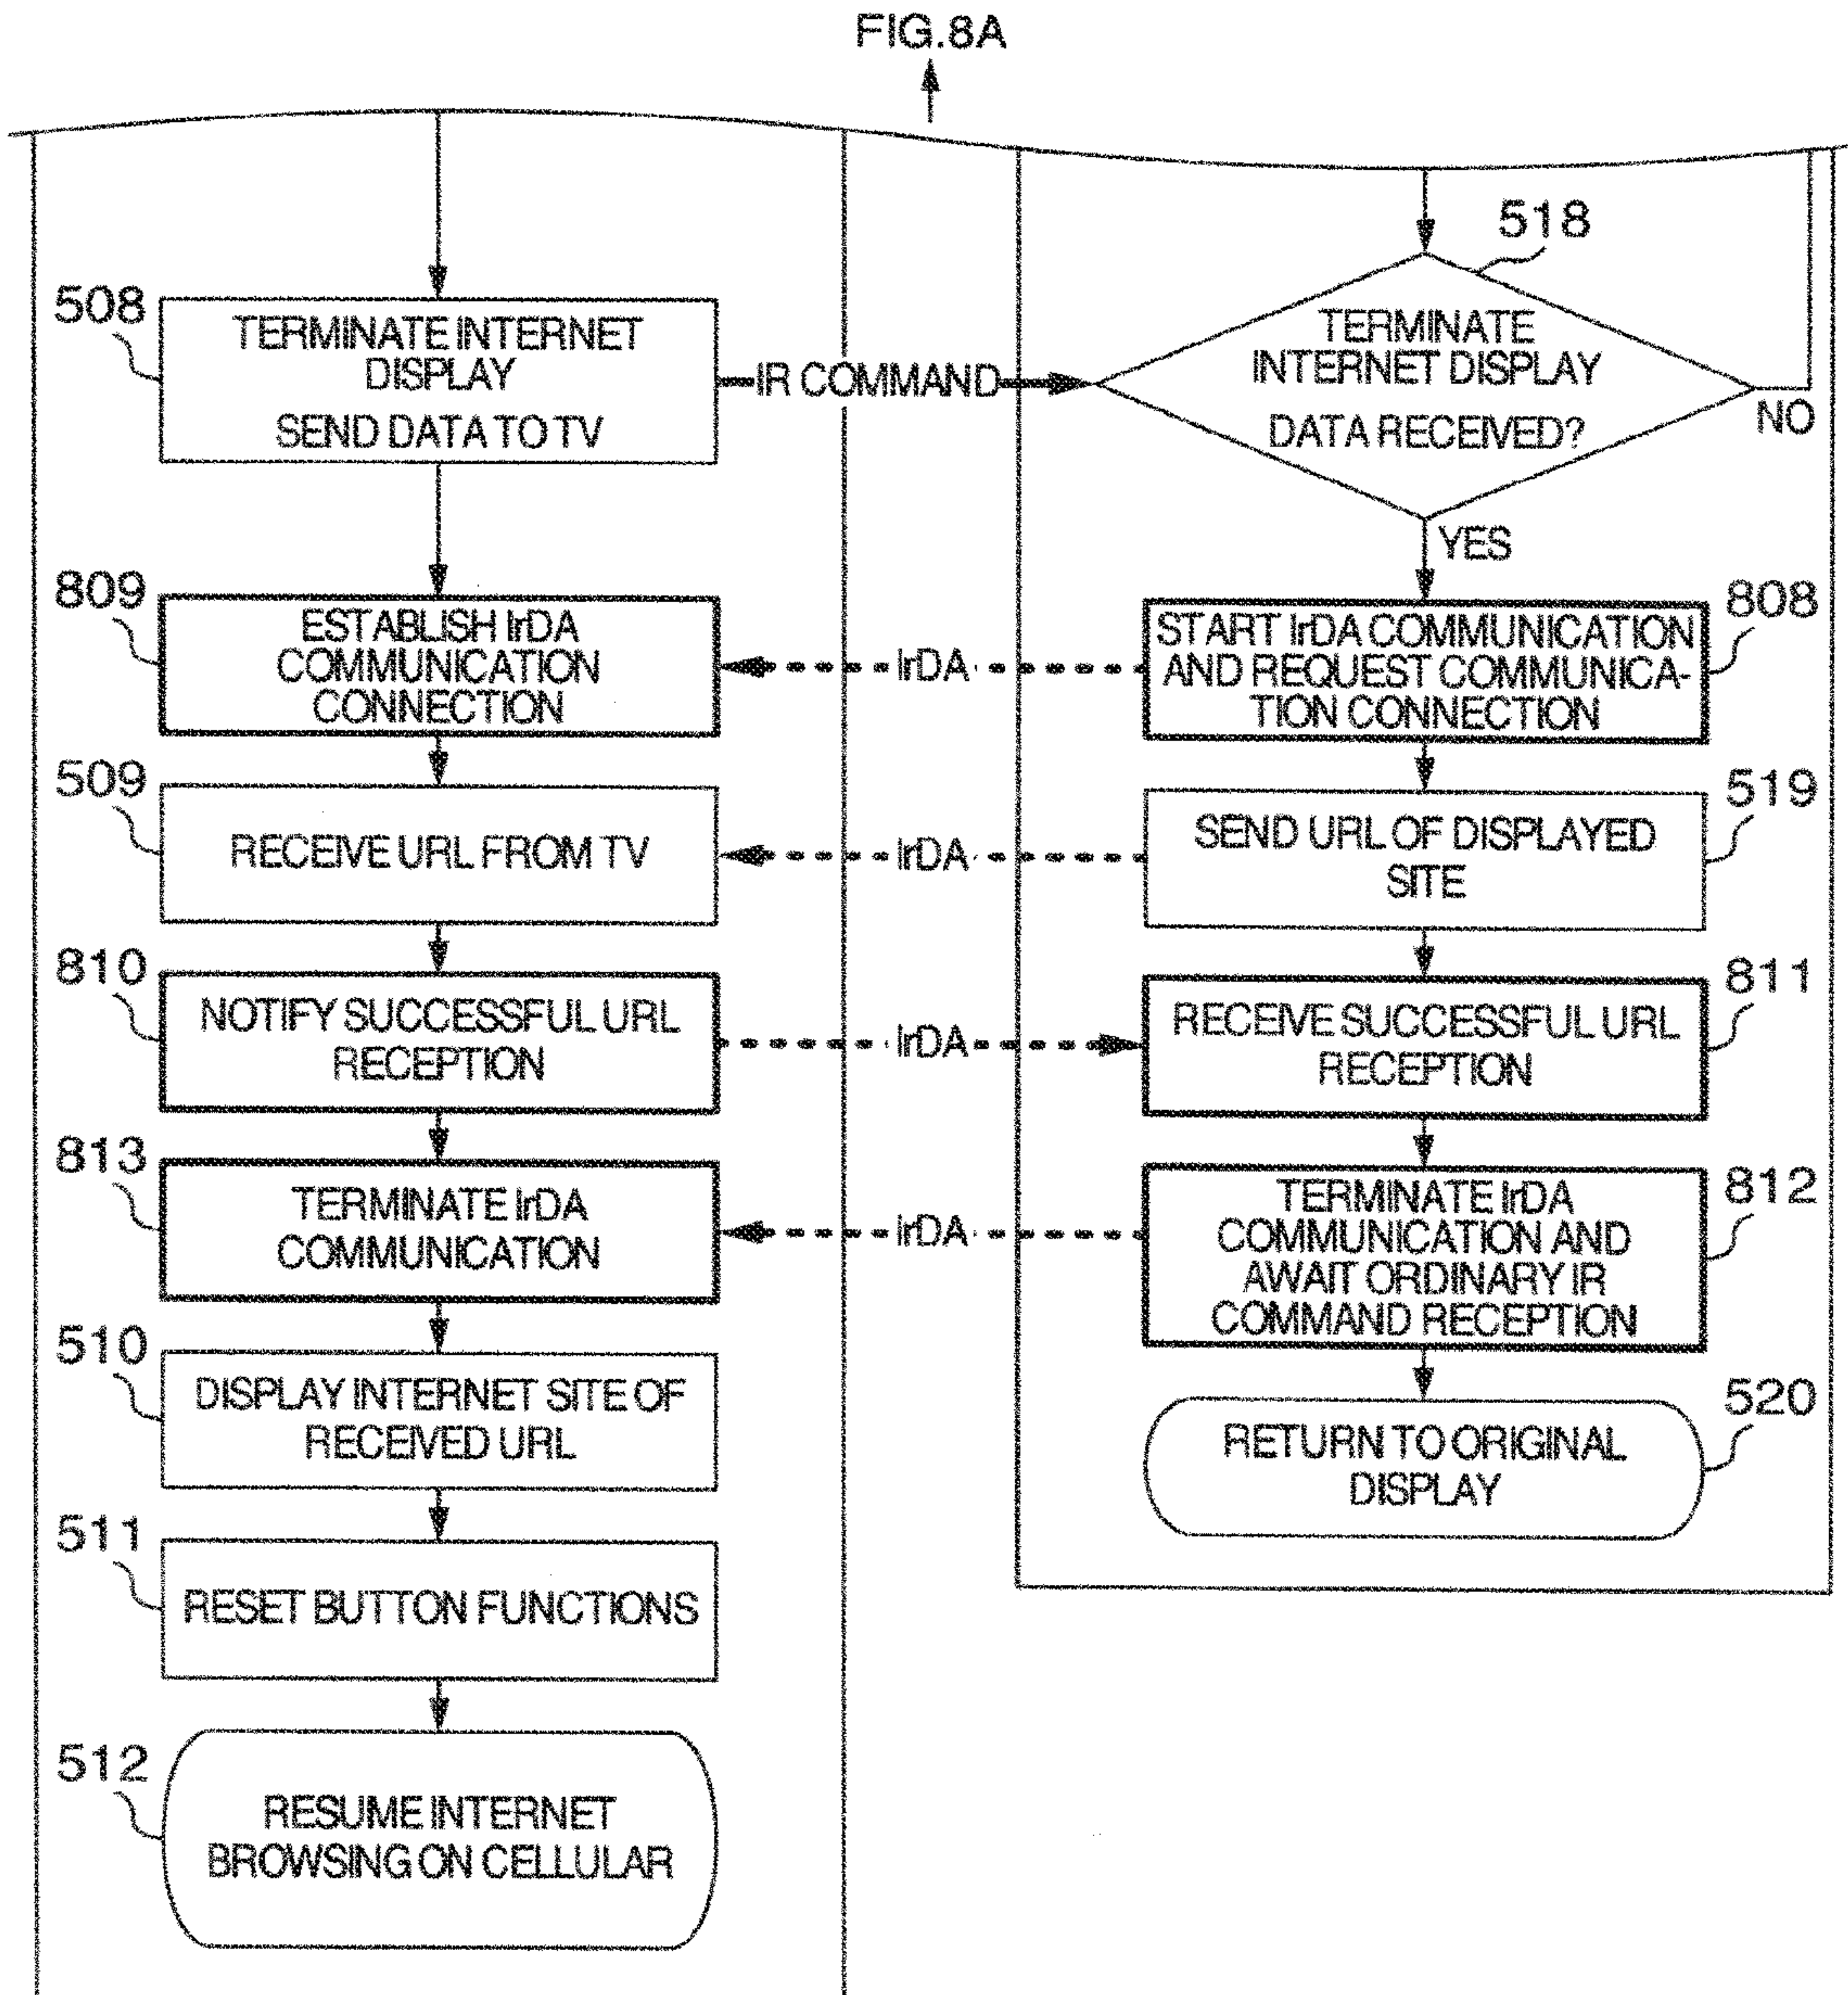 FIG.8A
508
TERMINATE INTERNET
DISPLAY
SEND DATA TO TV
IR COMMAND
518
TERMINATE
INTERNET DISPLAY
DATA RECEIVED?
NO
YES
809
ESTABLISH IrDA
COMMUNICATION
CONNECTION
IrDA
START IrDA COMMUNICATION
AND REQUEST COMMUNICA-
TION CONNECTION
808
509
RECEIVE URL FROM TV
IrDA
SEND URL OF DISPLAYED
SITE
519
810
NOTIFY SUCCESSFUL URL
RECEPTION
IrDA
RECEIVE SUCCESSFUL URL
RECEPTION
811
813
TERMINATE IrDA
COMMUNICATION
IrDA
TERMINATE IrDA
COMMUNICATION AND
AWAIT ORDINARY IR
COMMAND RECEPTION
812
510
DISPLAY INTERNET SITE OF
RECEIVED URL
RETURN TO ORIGINAL
DISPLAY
520
511
RESET BUTTON FUNCTIONS
512
RESUME INTERNET
BROWSING ON CELLULAR